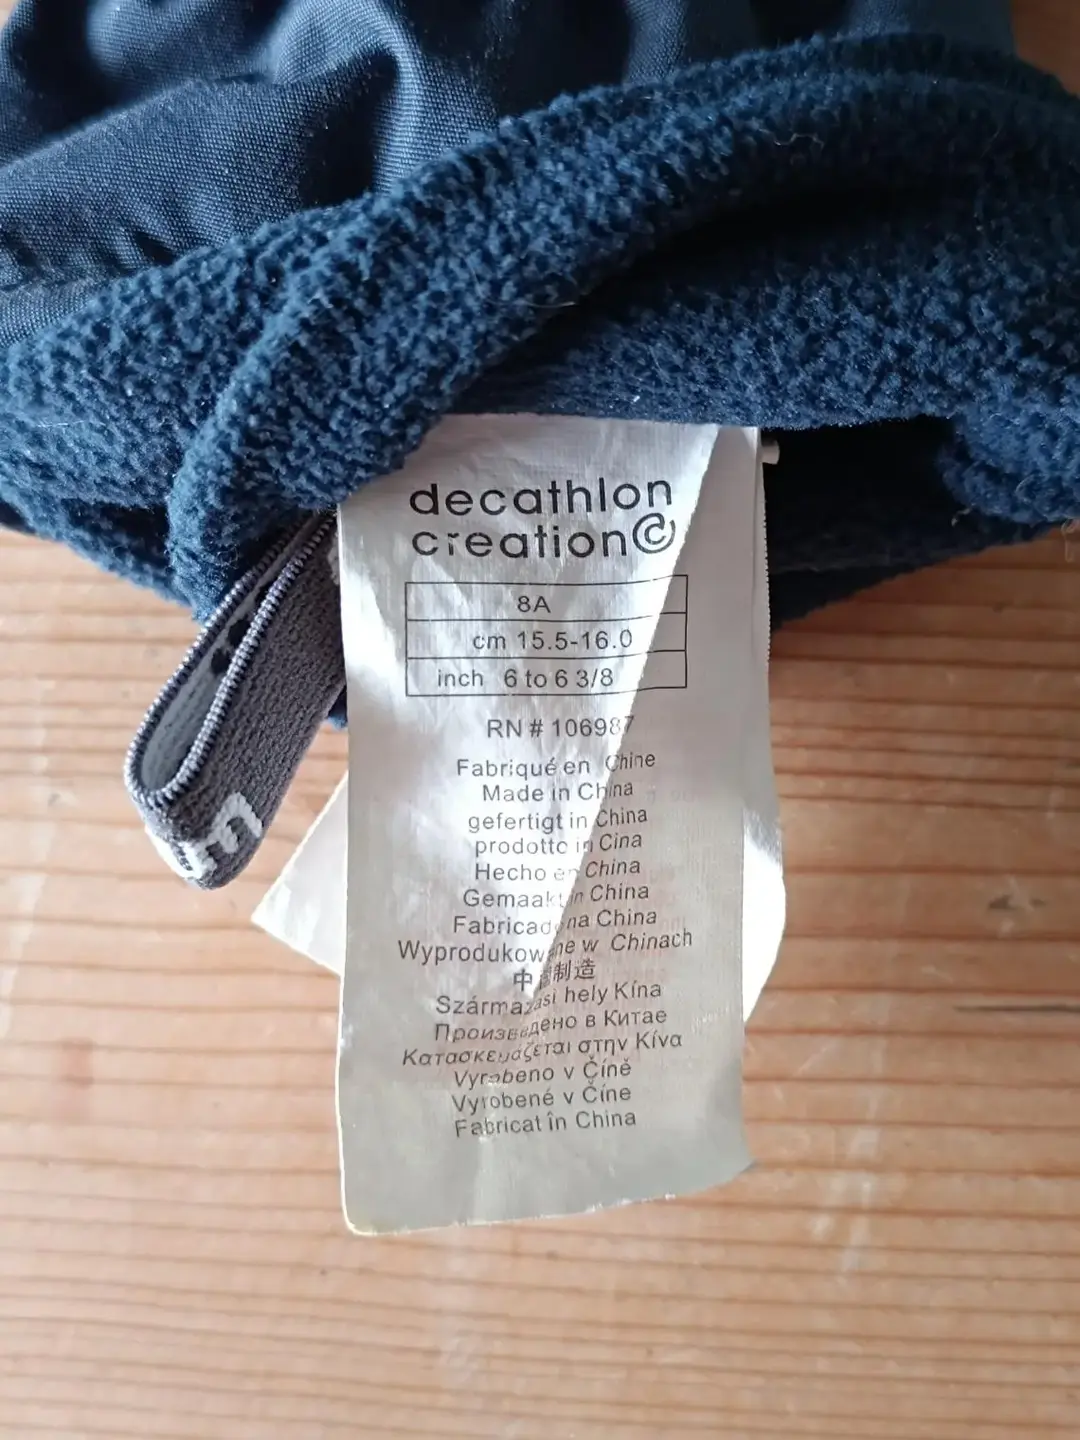 decathlon
creation©
8A
cm 15.5-16.0
inch 6 to 6 3/8
RN # 106987
Fabriqué en Chine
Made in China
gefertigt in China
prodotto in Cina
Hecho en China
Gemaakt in China
Fabricado na China
Wyprodukowane w Chinach
中国制造
Származási hely Kína
Произведено в Китае
Κατασκευάζεται στην Κίνα
Vyrobeno v Číně
Vyrobené v Číne
Fabricat în China